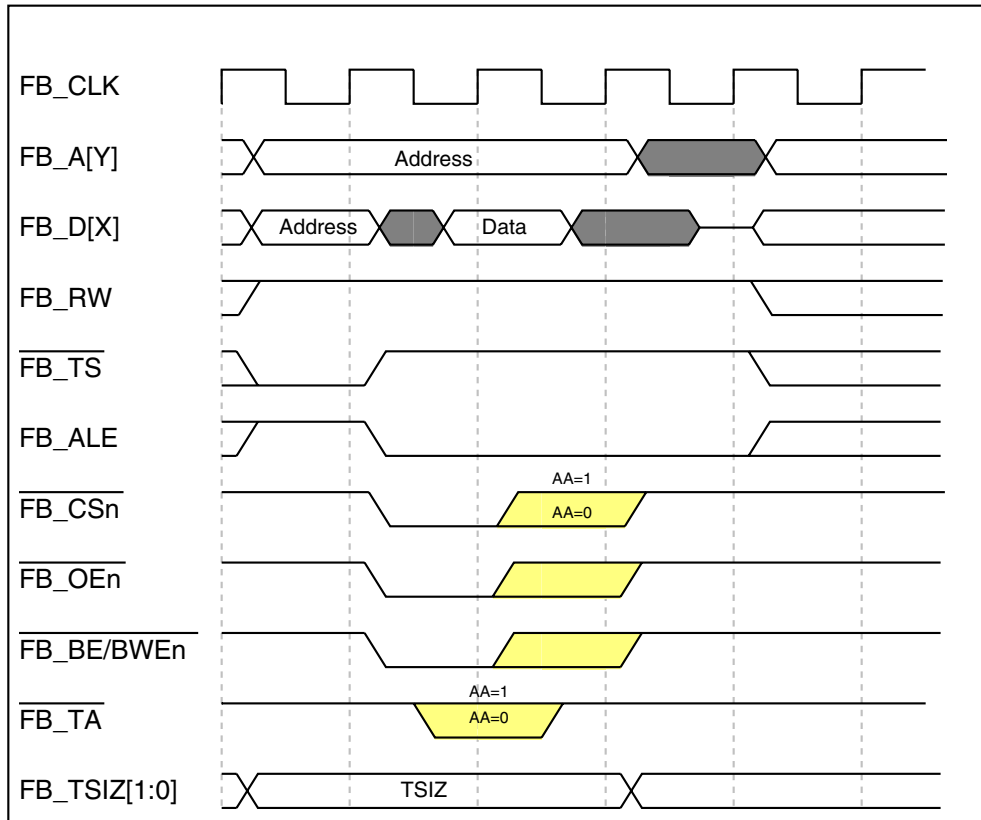 FB_CLK
FB_A[Y] Address
FB_D[X] Address Data
FB_RW
FB_TS
FB_ALE
AA=1
FB_CSn AA=0
FB_OEn
FB_BE/BWEn
AA=1
FB_TA AA=0
FB_TSIZ[1:0] TSIZ